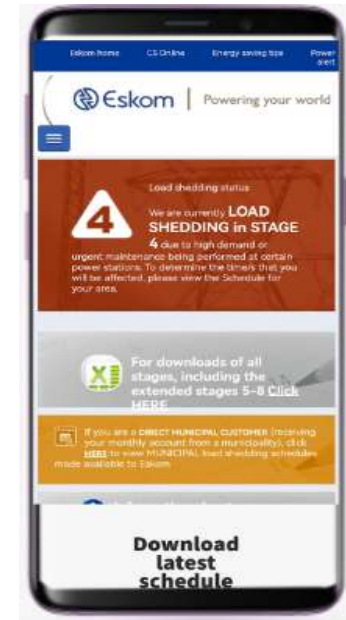 Eskom home CS Online Energy saving tips Power
alert
Eskom | Powering your world
Load shedding status
4
We are currently LOAD
SHEDDING in STAGE
4 due to high demand or
urgent maintenance being performed at certain
power stations. To determine the time/s that you
will be affected, please view the Schedule for
your area.
For downloads of all
stages, including the
extended stages 5-8 Click
HERE
If you are a DIRECT MUNICIPAL CUSTOMER (receiving
your monthly account from a municipality), click
HERE to view MUNICIPAL load shedding schedules
made available to Eskom
Download
latest
schedule